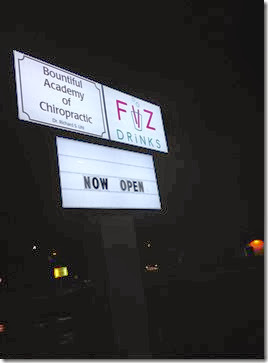 Bountiful
Academy
of
Chiropractic
FiiZ
DRiNKS
NOW OPEN